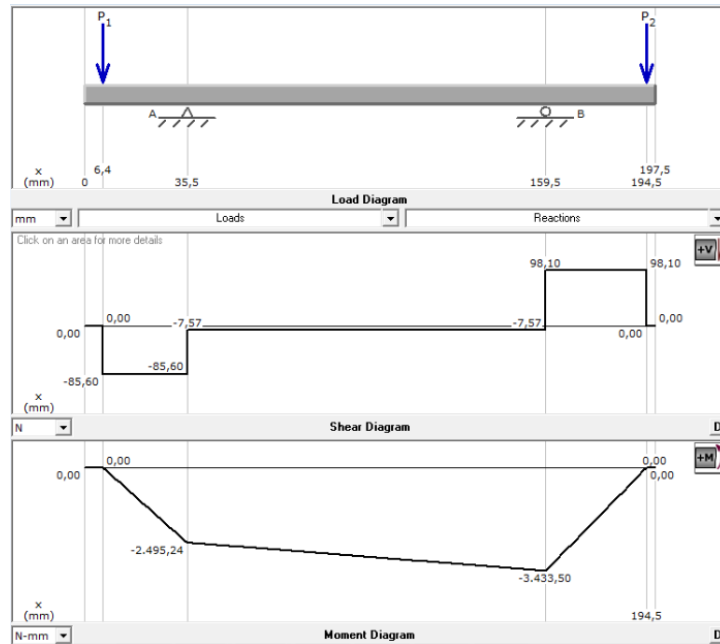 P1 P2
A B
x 6,4 197,5
(mm) 0 35,5 159,5 194,5
Load Diagram
mm Loads Reactions
Click on an area for more details
+V
98,10 98,10
0,00 0,00 -7,57 -7,57 0,00 0,00
-85,60 -85,60
x
(mm)
N Shear Diagram D
+M
0,00 0,00
0,00 0,00
-2.495,24
-3.433,50
x
(mm) 194,5
N-mm Moment Diagram D